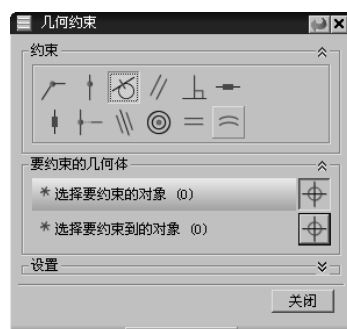 几何约束
约束
要约束的几何体
* 选择要约束的对象 (0)
* 选择要约束到的对象 (0)
设置
关闭